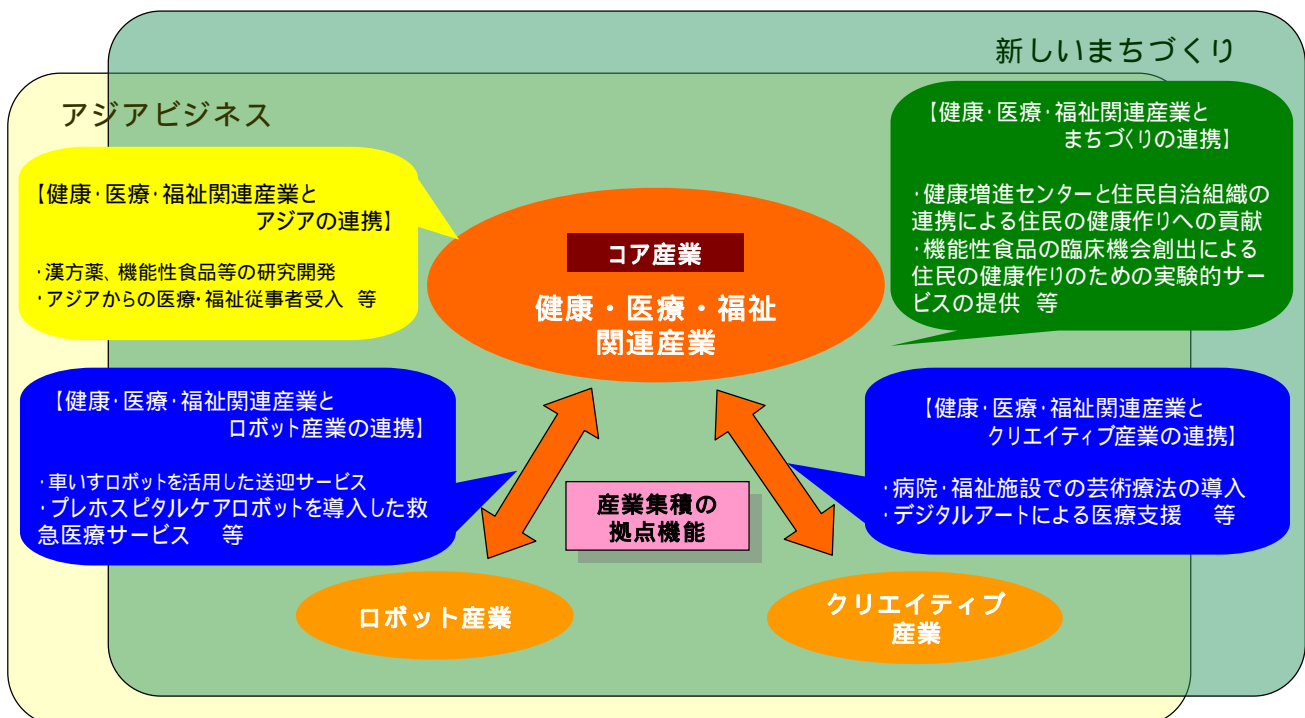 新しいまちづくり
アジアビジネス
【健康・医療・福祉関連産業と
アジアの連携】
・漢方薬、機能性食品等の研究開発
・アジアからの医療・福祉従事者受入 等
【健康・医療・福祉関連産業と
まちづくりの連携】
・健康増進センターと住民自治組織の
連携による住民の健康作りへの貢献
・機能性食品の臨床機会創出による
住民の健康作りのための実験的サー
ビスの提供 等
コア産業
健康・医療・福祉
関連産業
【健康・医療・福祉関連産業と
ロボット産業の連携】
・車いすロボットを活用した送迎サービス
・プレホスピタルケアロボットを導入した救
急医療サービス 等
【健康・医療・福祉関連産業と
クリエイティブ産業の連携】
・病院・福祉施設での芸術療法の導入
・デジタルアートによる医療支援 等
産業集積の
拠点機能
ロボット産業
クリエイティブ
産業